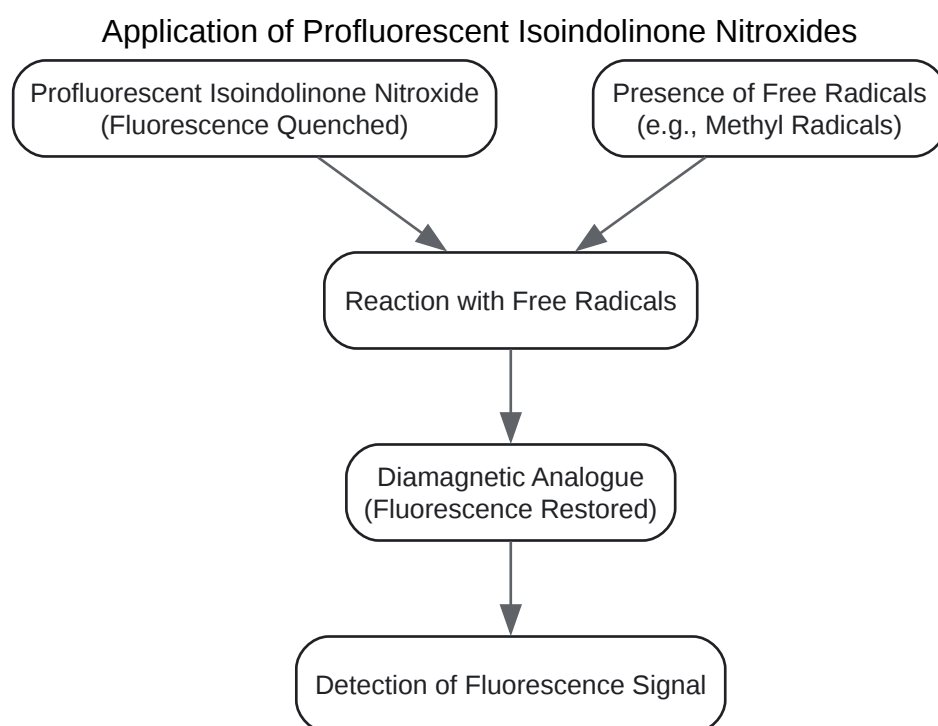 Application of Profluorescent Isoindolinone Nitroxides
Profluorescent Isoindolinone Nitroxide
(Fluorescence Quenched)
Presence of Free Radicals
(e.g., Methyl Radicals)
Reaction with Free Radicals
Diamagnetic Analogue
(Fluorescence Restored)
Detection of Fluorescence Signal